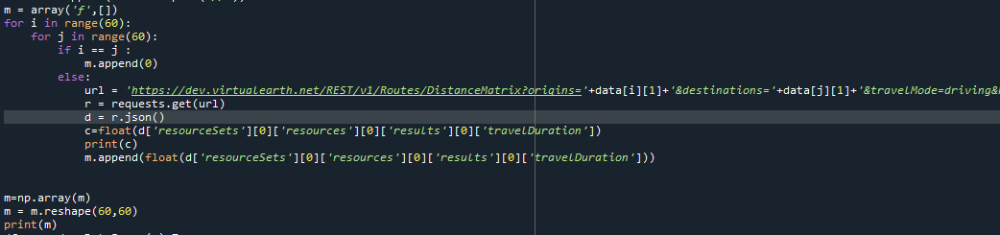 m = array('f',[])
for i in range(60):
    for j in range(60):
        if i == j :
            m.append(0)
        else:
            url = 'https://dev.virtualearth.net/REST/v1/Routes/DistanceMatrix?origins='+data[i][1]+'&destinations='+data[j][1]+'&travelMode=driving&
            r = requests.get(url)
            d = r.json()
            c=float(d['resourceSets'][0]['resources'][0]['results'][0]['travelDuration'])
            print(c)
            m.append(float(d['resourceSets'][0]['resources'][0]['results'][0]['travelDuration']))
m=np.array(m)
m = m.reshape(60,60)
print(m)